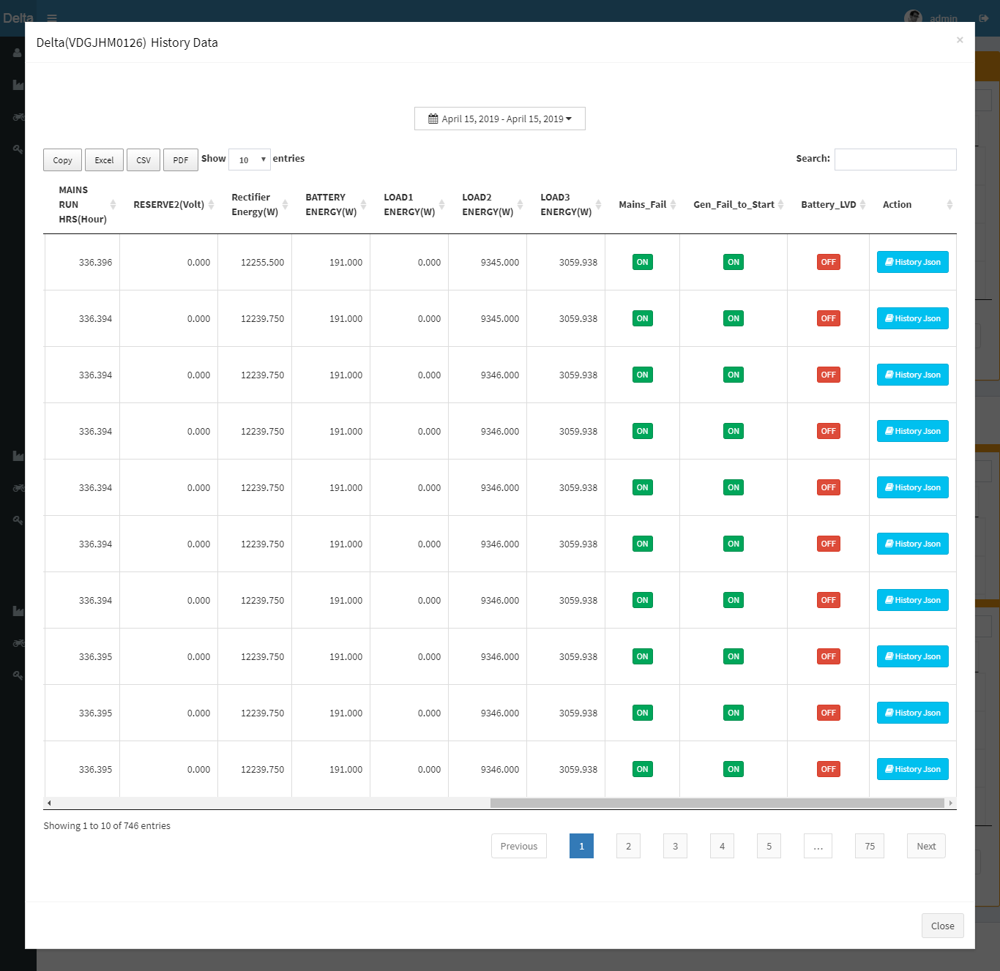 Delta
admin
Delta(VDGJHM0126) History Data
×
April 15, 2019 - April 15, 2019
Copy Excel CSV PDF Show 10 entries Search:
MAINS RUN HRS(Hour) RESERVE2(Volt) Rectifier Energy(W) BATTERY ENERGY(W) LOAD1 ENERGY(W) LOAD2 ENERGY(W) LOAD3 ENERGY(W) Mains_Fail Gen_Fail_to_Start Battery_LVD Action
336.396 0.000 12255.500 191.000 0.000 9345.000 3059.938 ON ON OFF History Json
336.394 0.000 12239.750 191.000 0.000 9345.000 3059.938 ON ON OFF History Json
336.394 0.000 12239.750 191.000 0.000 9346.000 3059.938 ON ON OFF History Json
336.394 0.000 12239.750 191.000 0.000 9346.000 3059.938 ON ON OFF History Json
336.394 0.000 12239.750 191.000 0.000 9346.000 3059.938 ON ON OFF History Json
336.394 0.000 12239.750 191.000 0.000 9346.000 3059.938 ON ON OFF History Json
336.394 0.000 12239.750 191.000 0.000 9346.000 3059.938 ON ON OFF History Json
336.395 0.000 12239.750 191.000 0.000 9346.000 3059.938 ON ON OFF History Json
336.395 0.000 12239.750 191.000 0.000 9346.000 3059.938 ON ON OFF History Json
336.395 0.000 12239.750 191.000 0.000 9346.000 3059.938 ON ON OFF History Json
Showing 1 to 10 of 746 entries
Previous 1 2 3 4 5 … 75 Next
Close